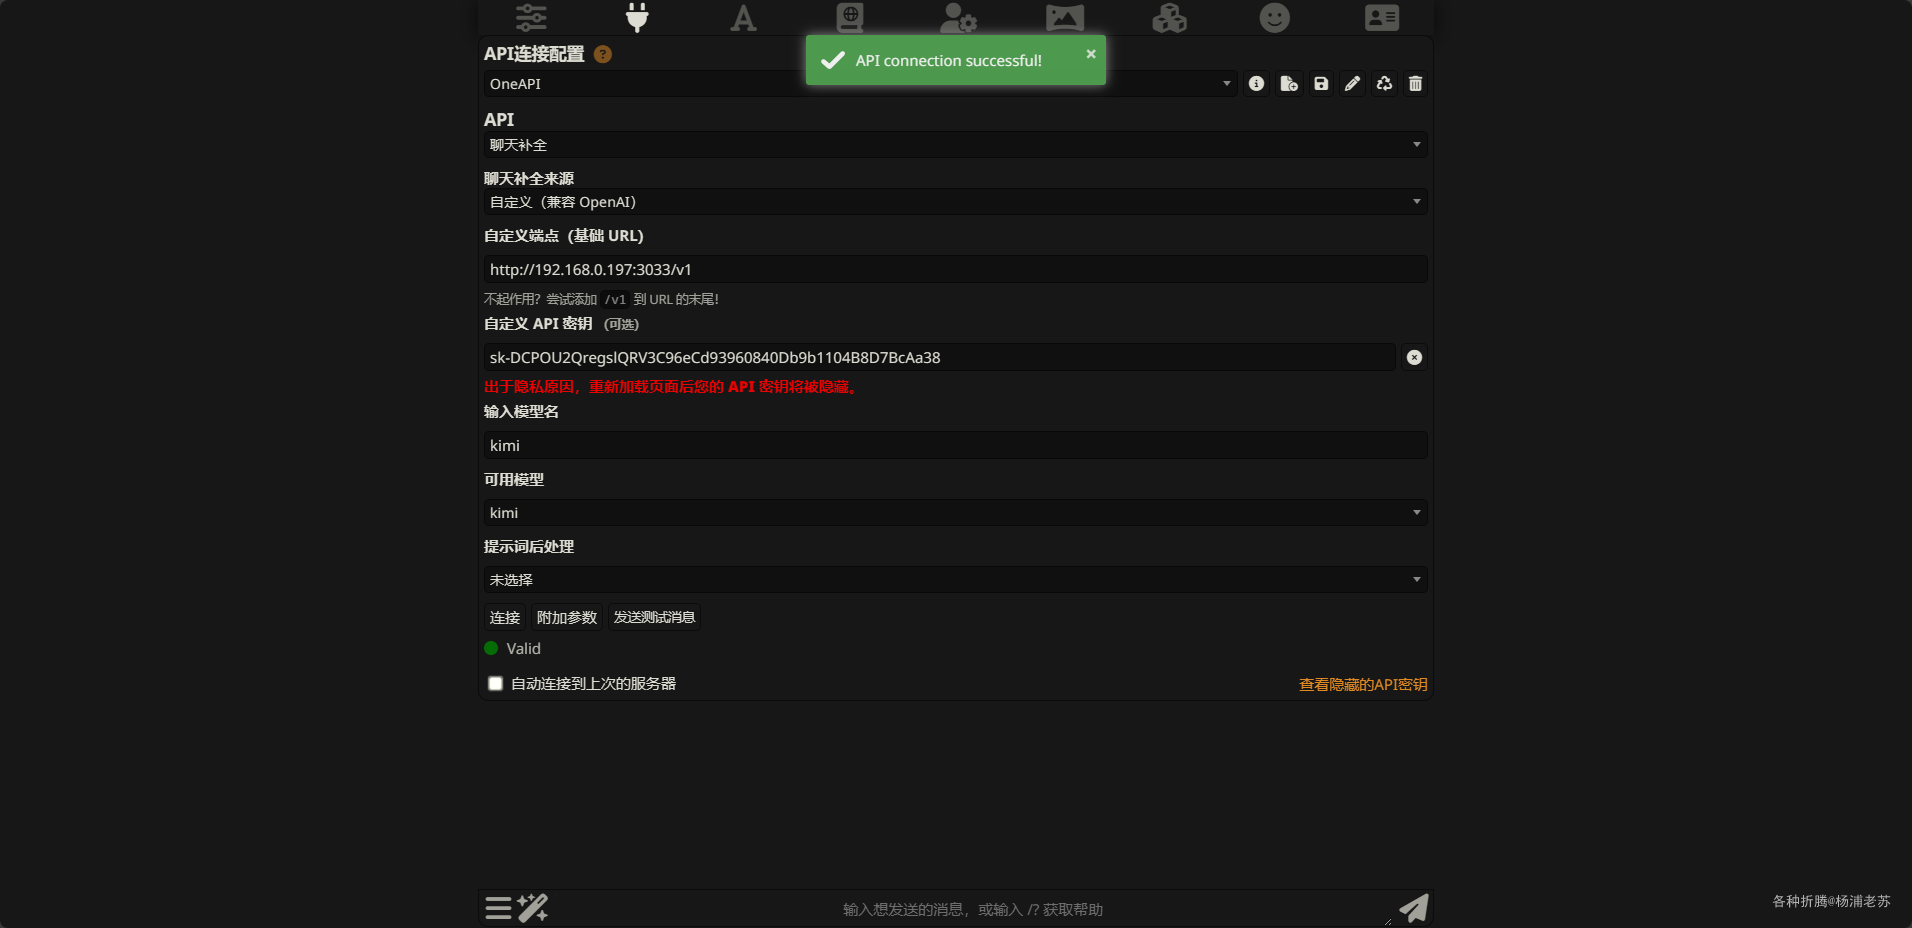 API连接配置 ?
API connection successful! ×
OneAPI
API
聊天补全
聊天补全来源
自定义（兼容 OpenAI）
自定义端点（基础 URL）
http://192.168.0.197:3033/v1
不起作用？尝试添加 /v1 到 URL 的末尾！
自定义 API 密钥 (可选)
sk-DCPOU2QregslQRV3C96eCd93960840Db9b1104B8D7BcAa38
出于隐私原因，重新加载页面后您的 API 密钥将被隐藏。
输入模型名
kimi
可用模型
kimi
提示词后处理
未选择
连接 附加参数 发送测试消息
Valid
自动连接到上次的服务器 查看隐藏的API密钥
输入想发送的消息，或输入 /? 获取帮助
各种折腾@杨浦老苏